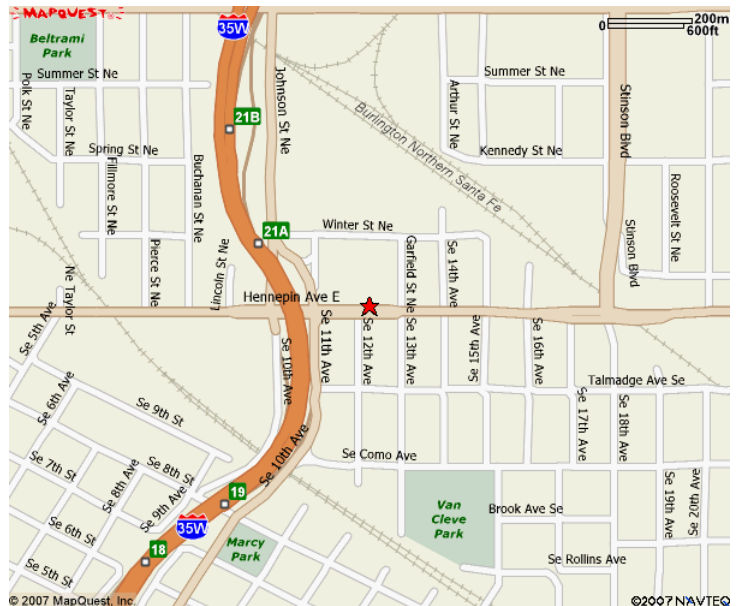 MAPQUEST
35W
200m
0
600ft
Beltrami
Park
Summer St Ne
Summer St Ne
Polk St Ne
Taylor St Ne
Johnson St Ne
Arthur St Ne
Stinson Blvd
21B
Burlington Northern Santa Fe
Spring St Ne
Fillmore St Ne
Buchanan St Ne
Kennedy St Ne
Roosevelt St Ne
21A
Winter St Ne
Pierce St Ne
Lincoln St Ne
Garfield St Ne
Se 14th Ave
Stinson Blvd
Ne Taylor St
Hennepin Ave E
Se 5th Ave
Se 10th Ave
Se 11th Ave
Se 12th Ave
Se 13th Ave
Se 15th Ave
Se 16th Ave
Talmadge Ave Se
Se 6th Ave
Se 9th St
Se 17th Ave
Se 18th Ave
Se 10th Ave
Se Como Ave
Se 7th St
Se 8th St
Se 8th Ave
Se 9th Ave
19
Se 19th Ave
Se 20th Ave
Van
Cleve
Park
Brook Ave Se
Se 6th St
35W
Marcy
Park
18
Se 5th St
Se Rollins Ave
© 2007 MapQuest, Inc.
©2007 NAVTEQ